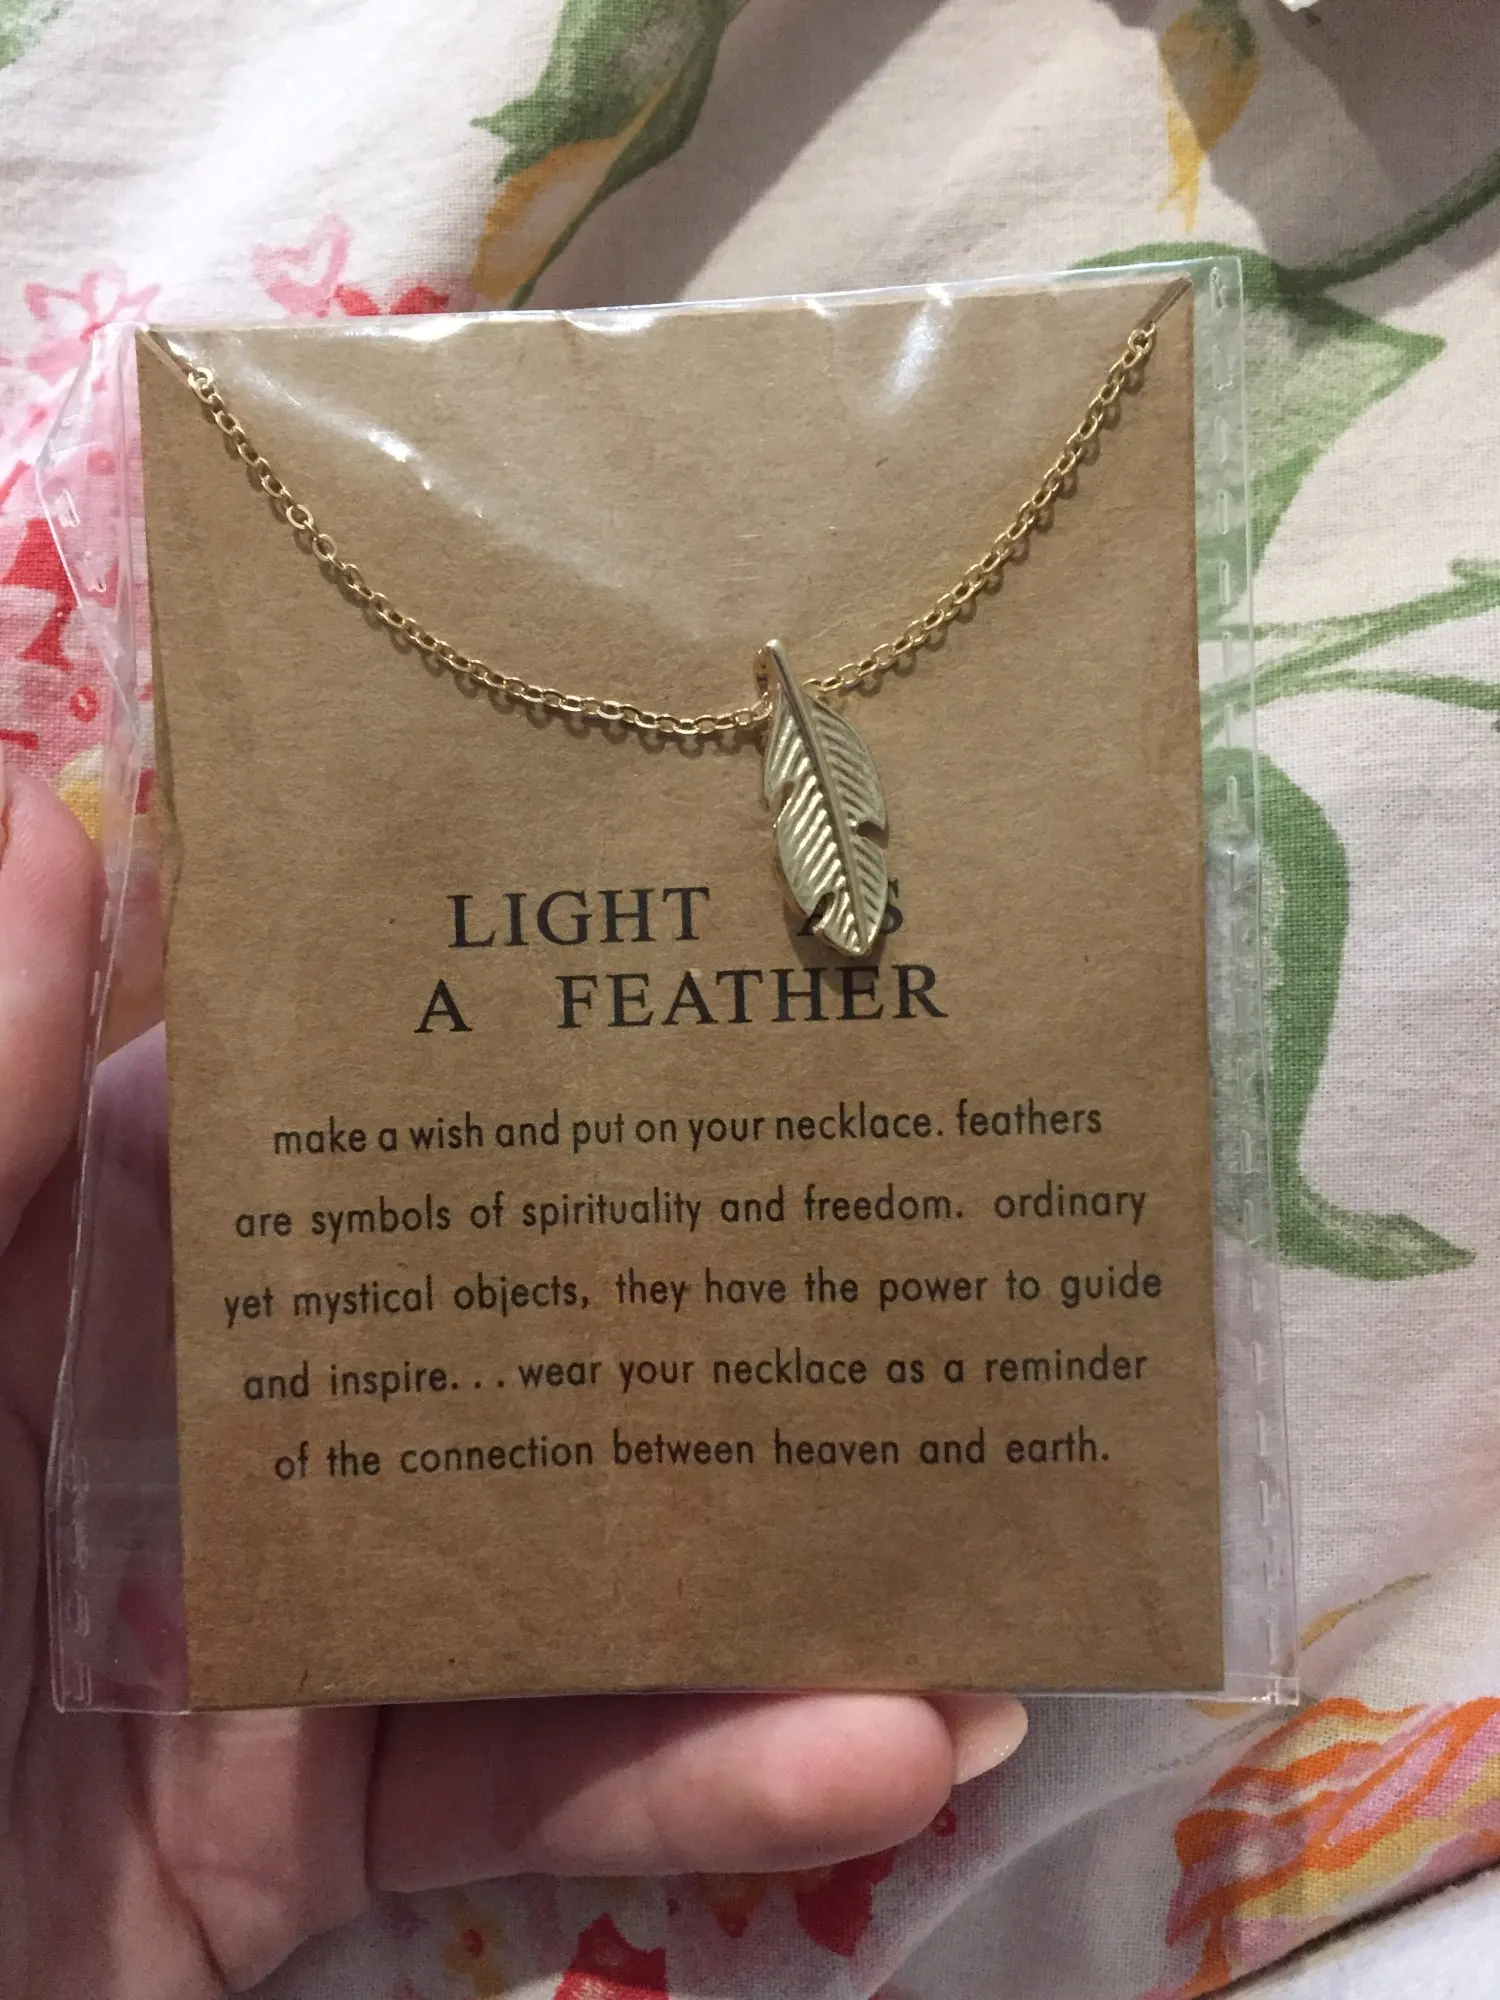 LIGHT AS
A FEATHER
make a wish and put on your necklace. feathers
are symbols of spirituality and freedom. ordinary
yet mystical objects, they have the power to guide
and inspire... wear your necklace as a reminder
of the connection between heaven and earth.